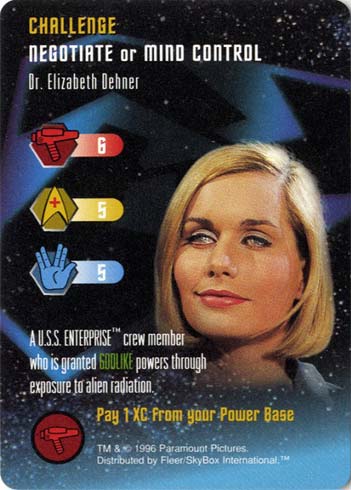 CHALLENGE
NEGOTIATE or MIND CONTROL
Dr. Elizabeth Dehner
6
5
5
A U.S.S. ENTERPRISE™ crew member
who is granted GODLIKE powers through
exposure to alien radiation.
Pay 1 XC From your Power Base
TM & © 1996 Paramount Pictures.
Distributed by Fleer/SkyBox International.™